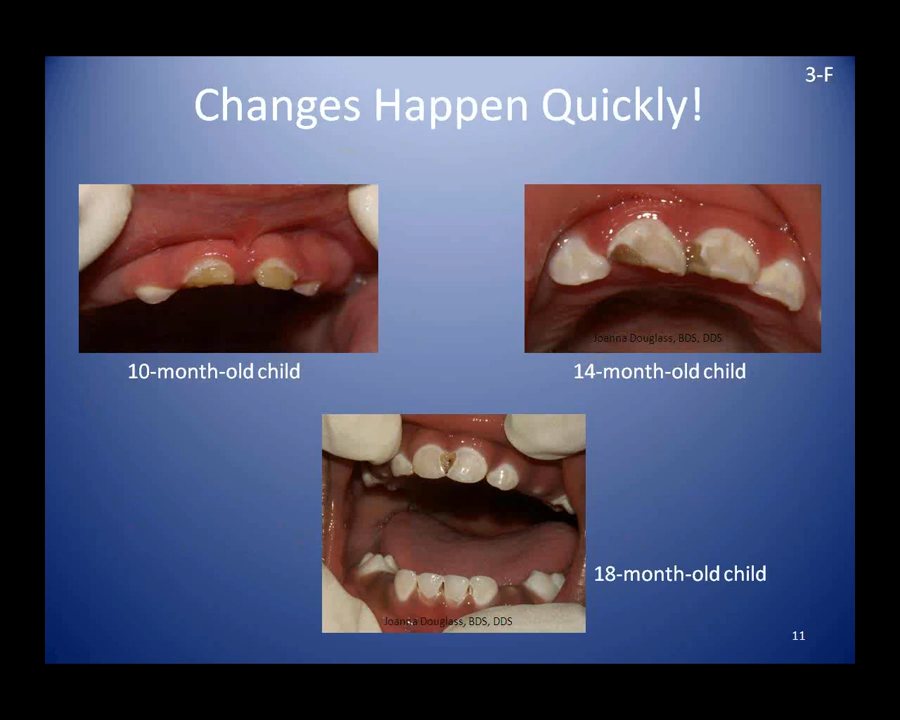 3-F
Changes Happen Quickly!
Joanna Douglass, BDS, DDS
10-month-old child
14-month-old child
18-month-old child
Joanna Douglass, BDS, DDS
11